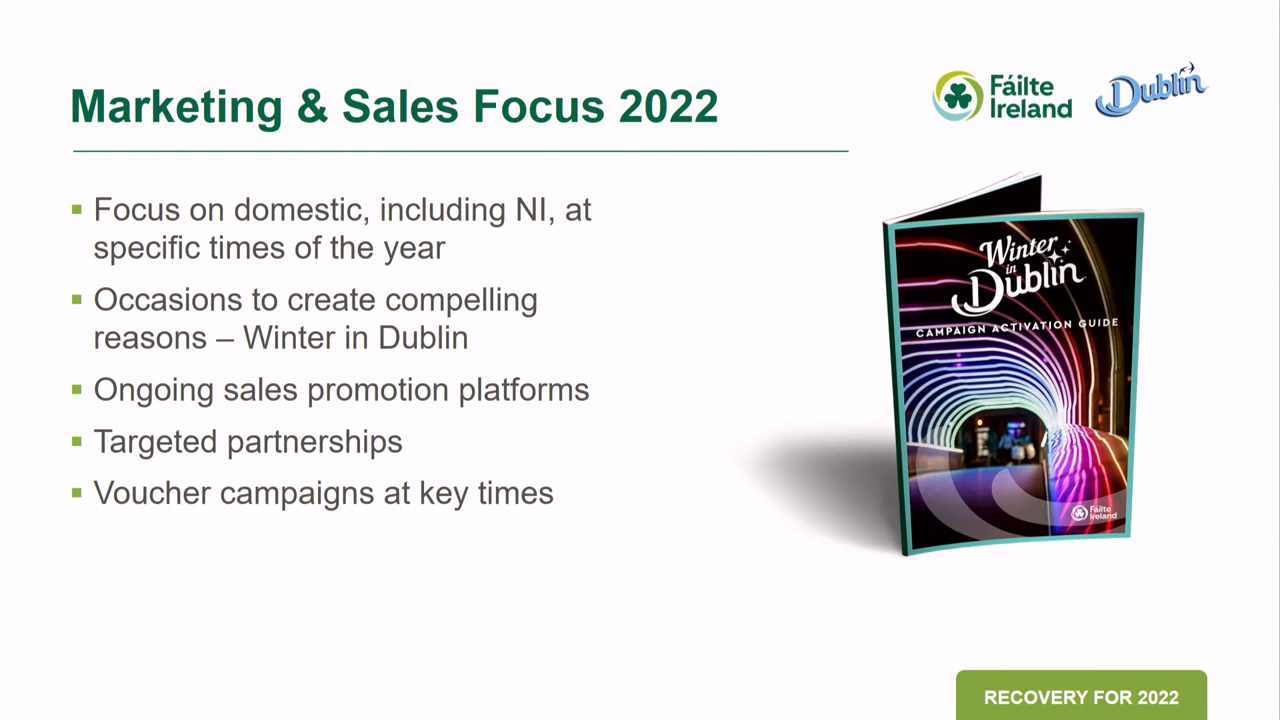 Marketing & Sales Focus 2022
Fáilte
Ireland
Dublin
Focus on domestic, including NI, at
specific times of the year
Occasions to create compelling
reasons – Winter in Dublin
Ongoing sales promotion platforms
Targeted partnerships
Voucher campaigns at key times
Winter
in
Dublin
CAMPAIGN ACTIVATION GUIDE
Fáilte
Ireland
RECOVERY FOR 2022